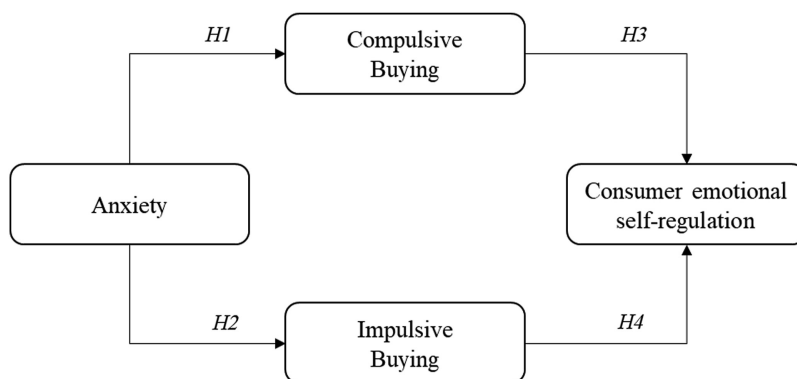 H1
Compulsive
Buying
H3
Anxiety
Consumer emotional
self-regulation
H2
Impulsive
Buying
H4